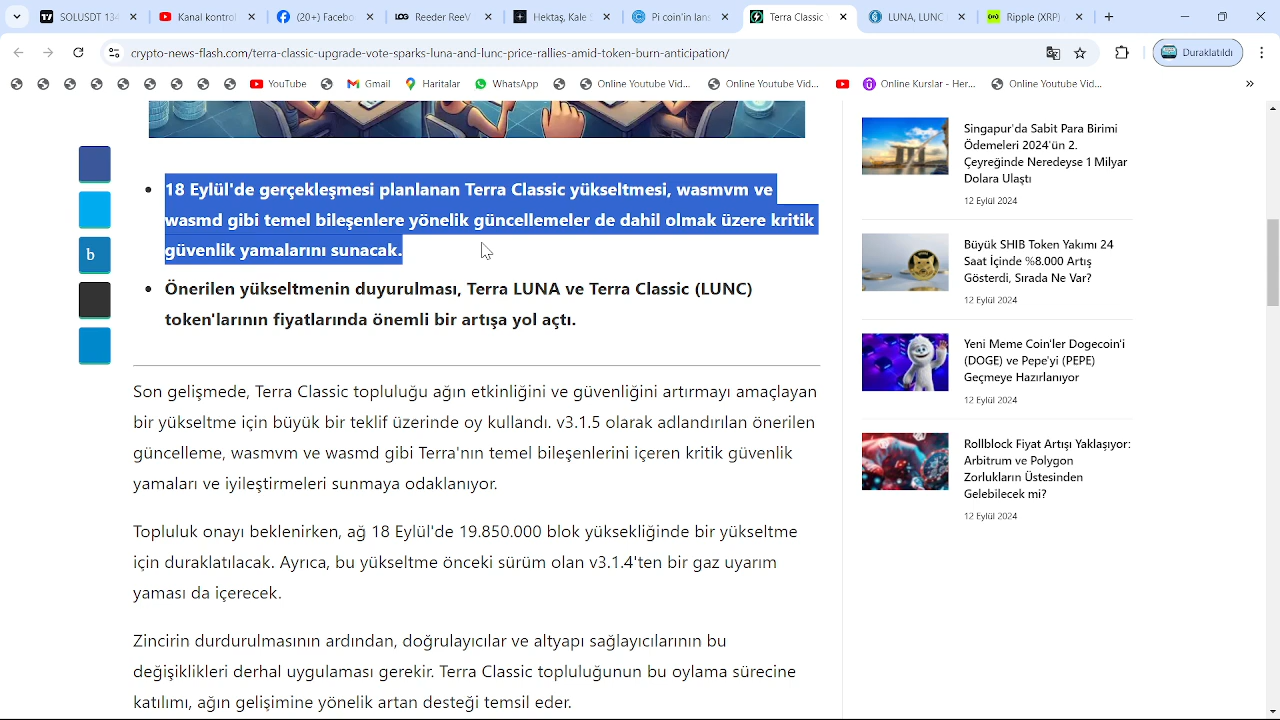 SOLUSDT 13
Kanal kontrol
(20+) Facebo
LOG Reeder Reel
Hektaş, Kale S
Pi coin'in lans
Terra Classic
LUNA, LUNC
Ripple (XRP)
crypto-news-flash.com/terra-classic-upgrade-vote-sparks-luna-and-lunc-price-rallies-amid-token-burn-anticipation/
Duraklatıldı
YouTube
Gmail
Haritalar
WhatsApp
Online Youtube Vid...
Online Youtube Vid...
Online Kurslar - Her...
Online Youtube Vid...
»
b
• 18 Eylül'de gerçekleşmesi planlanan Terra Classic yükseltmesi, wasmvm ve
wasmd gibi temel bileşenlere yönelik güncellemeler de dahil olmak üzere kritik
güvenlik yamalarını sunacak.
• Önerilen yükseltmenin duyurulması, Terra LUNA ve Terra Classic (LUNC)
token'larının fiyatlarında önemli bir artışa yol açtı.
Son gelişmede Terra Classic topluluğu ağın etkinliğini ve güvenliğini artırmayı amaçlayan
bir yükseltme için büyük bir teklif üzerinde oy kullandı. v3.1.5 olarak adlandırılan önerilen
güncelleme, wasmvm ve wasmd gibi Terra'nın temel bileşenlerini içeren kritik güvenlik
yamaları ve iyileştirmeleri sunmaya odaklanıyor.
Topluluk onayı beklenirken, ağ 18 Eylül'de 19.850.000 blok yüksekliğinde bir yükseltme
için duraklatılacak. Ayrıca, bu yükseltme önceki sürüm olan v3.1.4'ten bir gaz uyarım
yaması da içerecek.
Zincirin durdurulmasının ardından, doğrulayıcılar ve altyapı sağlayıcılarının bu
değişiklikleri derhal uygulaması gerekir. Terra Classic topluluğunun bu oylama sürecine
katılımı, ağın gelişimine yönelik artan desteği temsil eder.
Singapur'da Sabit Para Birimi
Ödemeleri 2024'ün 2.
Çeyreğinde Neredeyse 1 Milyar
Dolara Ulaştı
12 Eylül 2024
Büyük SHIB Token Yakımı 24
Saat İçinde %8.000 Artış
Gösterdi, Sırada Ne Var?
12 Eylül 2024
Yeni Meme Coin'ler Dogecoin'i
(DOGE) ve Pepe'yi (PEPE)
Geçmeye Hazırlanıyor
12 Eylül 2024
Rollblock Fiyat Artışı Yaklaşıyor:
Arbitrum ve Polygon
Zorlukların Üstesinden
Gelebilecek mi?
12 Eylül 2024